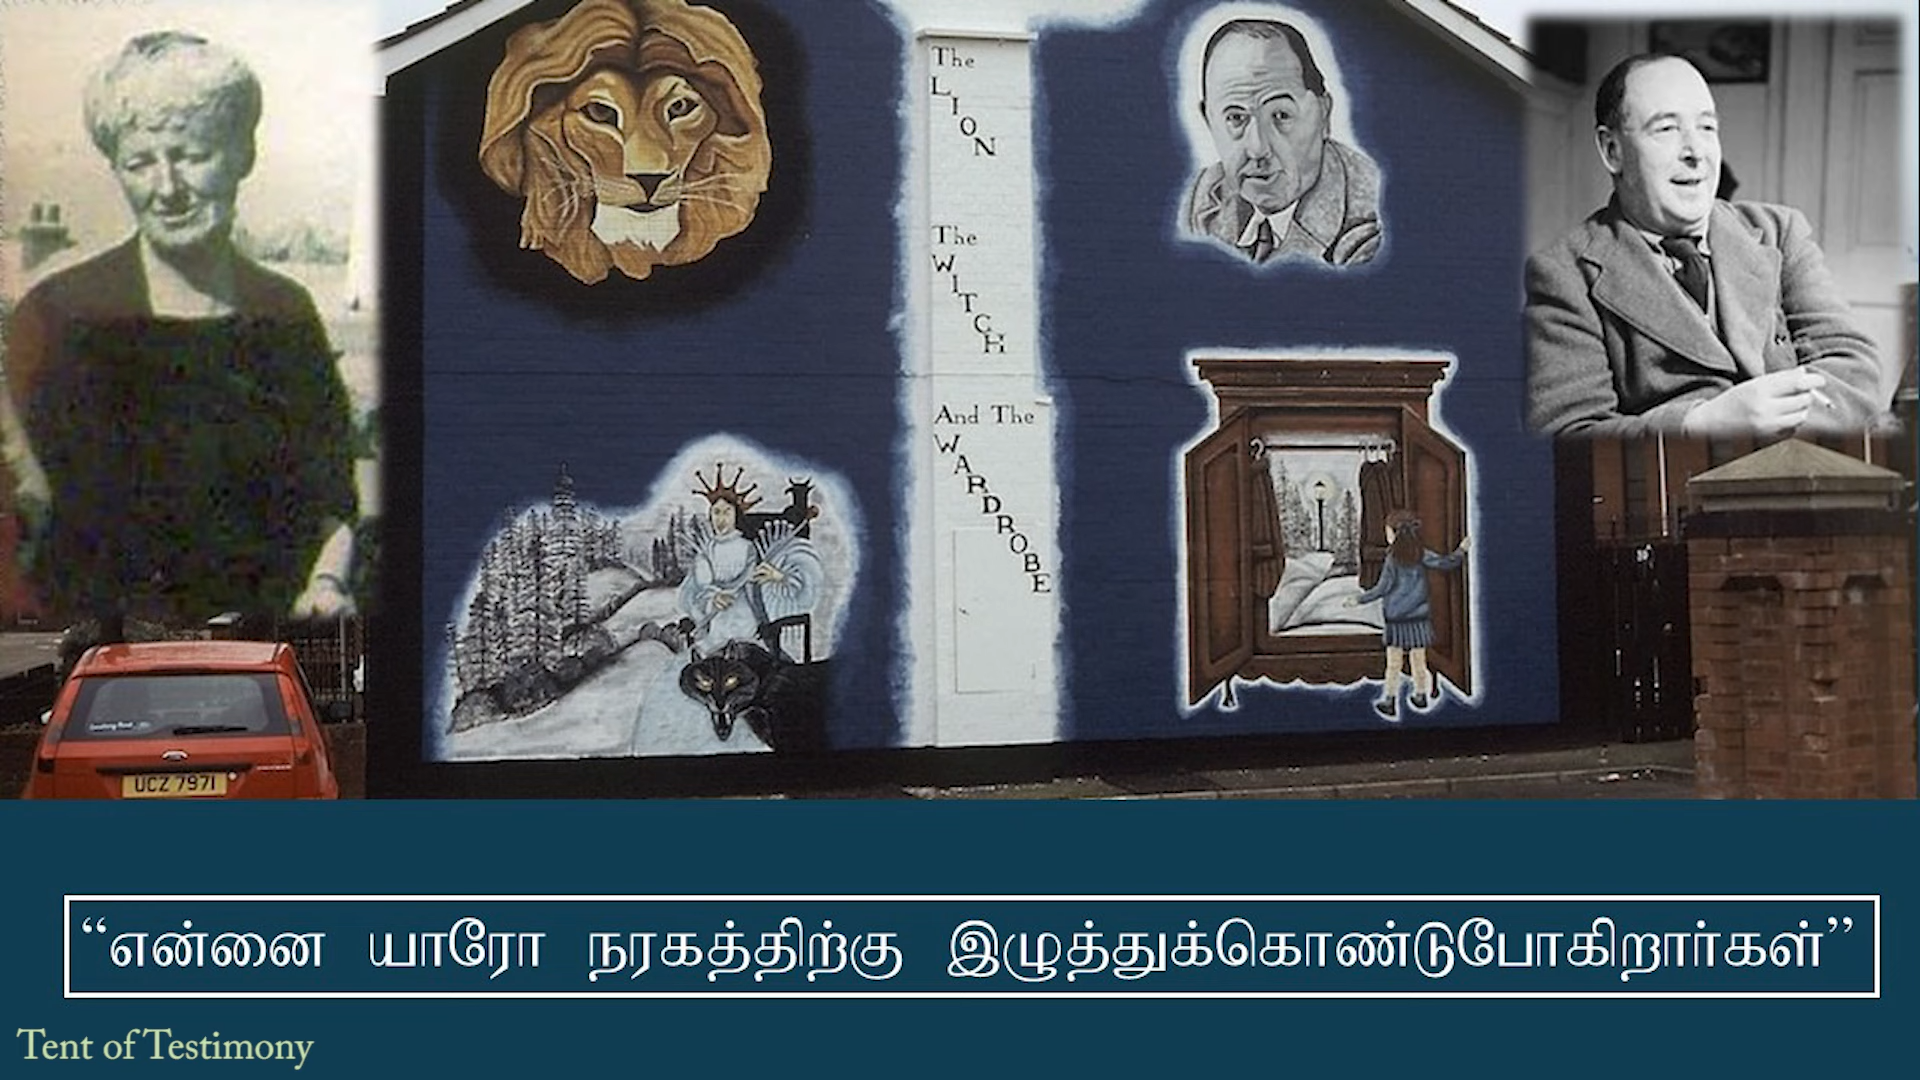 The
LION
The
WITCH
And The
WARDROBE
UCZ 7971
“என்னை யாரோ நரகத்திற்கு இழுத்துக்கொண்டுபோகிறார்கள்”
Tent of Testimony